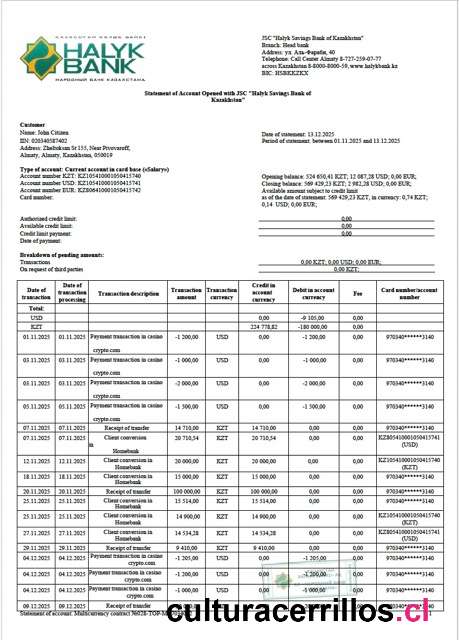 КАЗАКСТАН ХАЛЫК БАНКІ
HALYK
BANK
НАРОДНЫЙ БАНК КАЗАХСТАНА
JSC "Halyk Savings Bank of Kazakhstan"
Branch: Head bank
Address: ул. Аль-Фараби, 40
Telephone: Call Center Almaty 8-727-259-07-77
across Kazakhstan 8-8000-8000-59, www.halykbank.kz
BIC: HSBKKZKX
Statement of Account Opened with JSC "Halyk Savings Bank of
Kazakhstan"
Customer
Name: John Citizen
IIN: 020340587402
Address: Zheltoksan St 155, Near Pivovaroff,
Almaty, Almaty, Kazakhstan, 050019
Date of statement: 13.12.2025
Period of statement: between 01.11.2025 and 13.12.2025
Type of account: Current account in card base («Salary»)
Account number KZT: KZ105410001050415740
Account number USD: KZ105410001050415741
Account number EUR: KZ806410001050415742
Card number:
Opening balance: 524 650,41 KZT; 12 087,28 USD; 0,00 EUR;
Closing balance: 569 429,23 KZT; 2 982,28 USD; 0,00 EUR;
Available amount subject to credit limit
as of the date of statement: 569 429,23 KZT, in currency: 0,74 KZT;
0,14 USD; 0,00 EUR;
Authorized credit limit: 0,00
Available credit limit: 0,00
Credit limit payment: 0,00
Date of payment:
Breakdown of pending amounts:
Transactions 0,00 KZT; 0,00 USD; 0,00 EUR;
On request of third parties 0,00 KZT;
Date of transaction Date of transaction processing Transaction description Transaction amount Transaction currency Credit in account currency Debit in account currency Fee Card number/account number
Total:
USD 0,00 -9 105,00 0,00
KZT 224 778,82 -180 000,00 0,00
01.11.2025 01.11.2025 Payment transaction in casino crypto.com -1 200,00 USD 0,00 -1 200,00 0,00 970340******3140
03.11.2025 03.11.2025 Payment transaction in casino crypto.com -1 000,00 USD 0,00 -1 000,00 0,00 970340******3140
03.11.2025 03.11.2025 Payment transaction in casino crypto.com -2 000,00 USD 0,00 -2 000,00 0,00 970340******3140
05.11.2025 05.11.2025 Payment transaction in casino crypto.com -1 500,00 USD 0,00 -1 500,00 0,00 970340******3140
07.11.2025 07.11.2025 Receipt of transfer 14 710,00 KZT 14 710,00 0,00 0,00 970340******3140
07.11.2025 07.11.2025 Client conversion in Homebank 20 710,54 KZT 20 710,54 0,00 0,00 KZ805410001050415741 (USD)
12.11.2025 12.11.2025 Client conversion in Homebank 20 000,00 KZT 20 000,00 0,00 0,00 KZ105410001050415740 (KZT)
18.11.2025 18.11.2025 Client conversion in Homebank 15 000,00 KZT 15 000,00 0,00 0,00 970340******3140
20.11.2025 20.11.2025 Receipt of transfer 100 000,00 KZT 100 000,00 0,00 0,00 970340******3140
25.11.2025 25.11.2025 Client conversion in Homebank 15 514,00 KZT 15 514,00 0,00 0,00 970340******3140
25.11.2025 25.11.2025 Client conversion in Homebank 14 900,00 KZT 14 900,00 0,00 0,00 KZ105410001050415740 (KZT)
27.11.2025 27.11.2025 Client conversion in Homebank 14 534,28 KZT 14 534,28 0,00 0,00 KZ805410001050415741 (USD)
29.11.2025 29.11.2025 Receipt of transfer 9 410,00 KZT 9 410,00 0,00 0,00 970340******3140
04.12.2025 04.12.2025 Payment transaction in casino crypto.com -1 205,00 USD 0,00 -1 205,00 0,00 970340******3140
04.12.2025 04.12.2025 Payment transaction in casino crypto.com -1 200,00 USD 0,00 -1 200,00 0,00 970340******3140
04.12.2025 04.12.2025 Payment transaction in casino crypto.com -1 000,00 USD 0,00 -1 000,00 0,00 970340******3140
09.12.2025 09.12.2025 Receipt of transfer 970340******3140
HALYK BANK
Statement of account. Multicurrency contract
culturacerrillos.cl